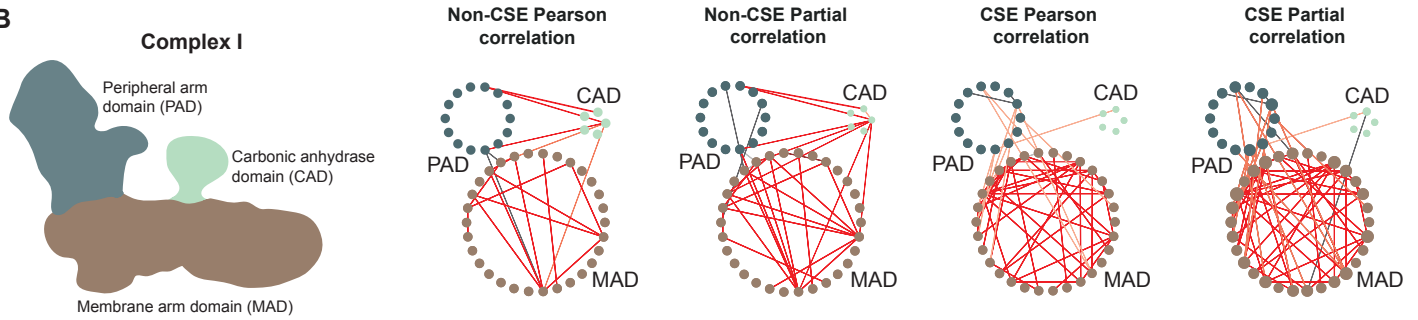 B
Complex I
Peripheral arm
domain (PAD)
Carbonic anhydrase
domain (CAD)
Membrane arm domain (MAD)
Non-CSE Pearson
correlation
CAD
PAD
MAD
Non-CSE Partial
correlation
CAD
PAD
MAD
CSE Pearson
correlation
CAD
PAD
MAD
CSE Partial
correlation
CAD
PAD
MAD